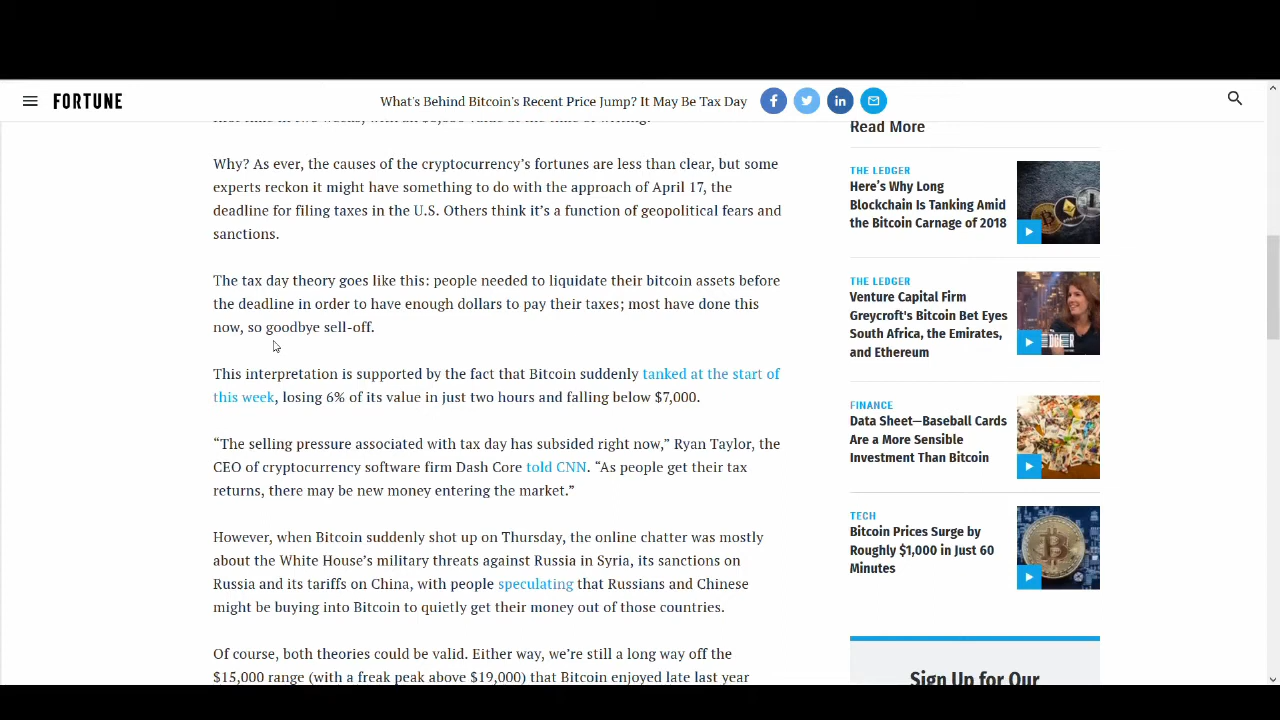 FORTUNE
What's Behind Bitcoin's Recent Price Jump? It May Be Tax Day
Why? As ever, the causes of the cryptocurrency's fortunes are less than clear, but some
experts reckon it might have something to do with the approach of April 17, the
deadline for filing taxes in the U.S. Others think it's a function of geopolitical fears and
sanctions.
The tax day theory goes like this: people needed to liquidate their bitcoin assets before
the deadline in order to have enough dollars to pay their taxes; most have done this
now, so goodbye sell-off.
This interpretation is supported by the fact that Bitcoin suddenly tanked at the start of
this week, losing 6% of its value in just two hours and falling below $7,000.
“The selling pressure associated with tax day has subsided right now,” Ryan Taylor, the
CEO of cryptocurrency software firm Dash Core told CNN. “As people get their tax
returns, there may be new money entering the market.”
However, when Bitcoin suddenly shot up on Thursday, the online chatter was mostly
about the White House’s military threats against Russia in Syria, its sanctions on
Russia and its tariffs on China, with people speculating that Russians and Chinese
might be buying into Bitcoin to quietly get their money out of those countries.
Of course, both theories could be valid. Either way, we’re still a long way off the
$15,000 range (with a freak peak above $19,000) that Bitcoin enjoyed late last year
Read More
THE LEDGER
Here’s Why Long
Blockchain Is Tanking Amid
the Bitcoin Carnage of 2018
THE LEDGER
Venture Capital Firm
Greycroft's Bitcoin Bet Eyes
South Africa, the Emirates,
and Ethereum
FINANCE
Data Sheet—Baseball Cards
Are a More Sensible
Investment Than Bitcoin
TECH
Bitcoin Prices Surge by
Roughly $1,000 in Just 60
Minutes
Sign Up for Our